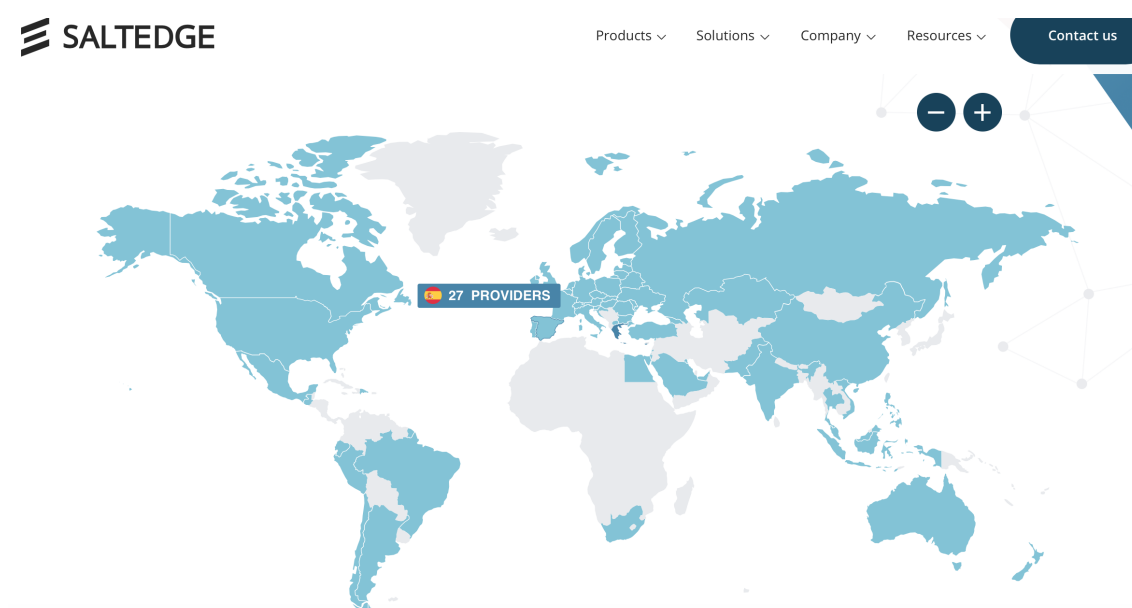 SALTEDGE
Products
Solutions
Company
Resources
Contact us
27 PROVIDERS